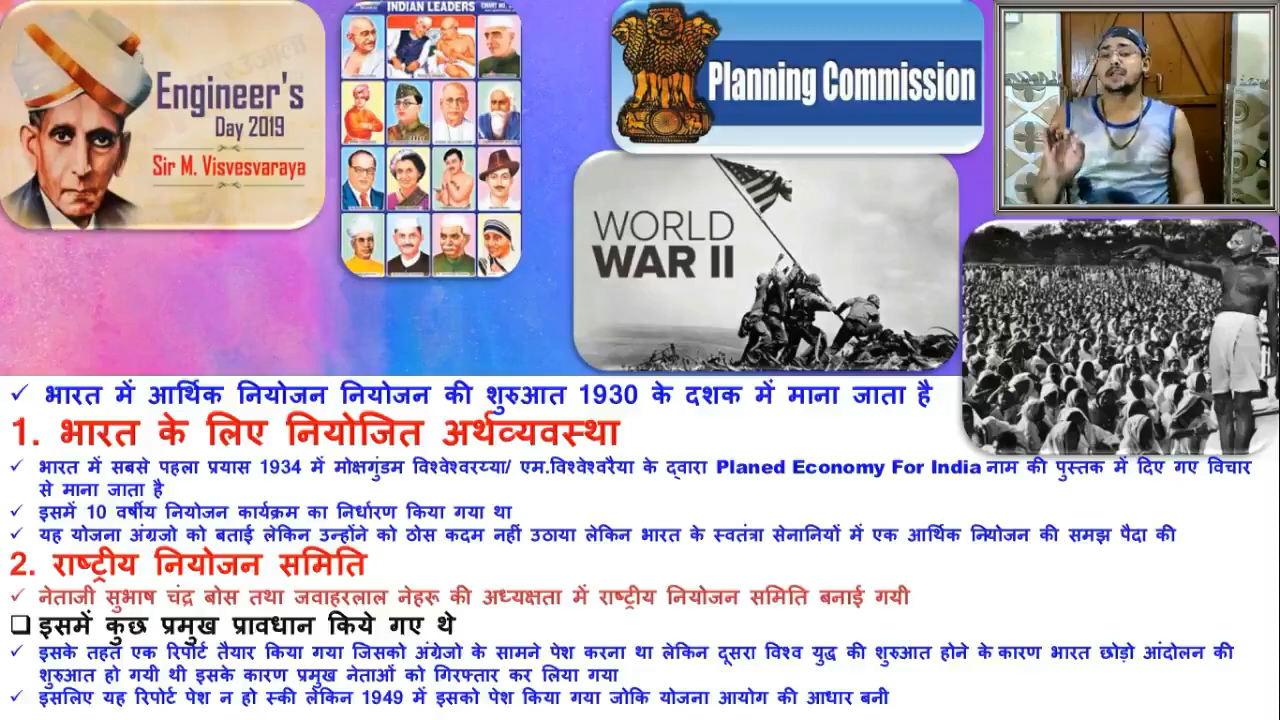 Engineer's
Day 2019
Sir M. Visvesvaraya
INDIAN LEADERS
Planning Commission
WORLD
WAR II
✓ भारत में आर्थिक नियोजन नियोजन की शुरुआत 1930 के दशक में माना जाता है
1. भारत के लिए नियोजित अर्थव्यवस्था
✓ भारत में सबसे पहला प्रयास 1934 में मोक्षगुंडम विश्वेश्वरय्या/ एम.विश्वेश्वरैया के द्वारा Planed Economy For India नाम की पुस्तक में दिए गए विचार
से माना जाता है
✓ इसमें 10 वर्षीय नियोजन कार्यक्रम का निर्धारण किया गया था
✓ यह योजना अंग्रजो को बताई लेकिन उन्होंने को ठोस कदम नहीं उठाया लेकिन भारत के स्वतंत्रा सेनानियों में एक आर्थिक नियोजन की समझ पैदा की
2. राष्ट्रीय नियोजन समिति
✓ नेताजी सुभाष चंद्र बोस तथा जवाहरलाल नेहरू की अध्यक्षता में राष्ट्रीय नियोजन समिति बनाई गयी
❑ इसमें कुछ प्रमुख प्रावधान किये गए थे
✓ इसके तहत एक रिपोर्ट तैयार किया गया जिसको अंग्रेजो के सामने पेश करना था लेकिन दूसरा विश्व युद्ध की शुरुआत होने के कारण भारत छोड़ो आंदोलन की
शुरुआत हो गयी थी इसके कारण प्रमुख नेताओं को गिरफ्तार कर लिया गया
✓ इसलिए यह रिपोर्ट पेश न हो स्की लेकिन 1949 में इसको पेश किया गया जोकि योजना आयोग की आधार बनी